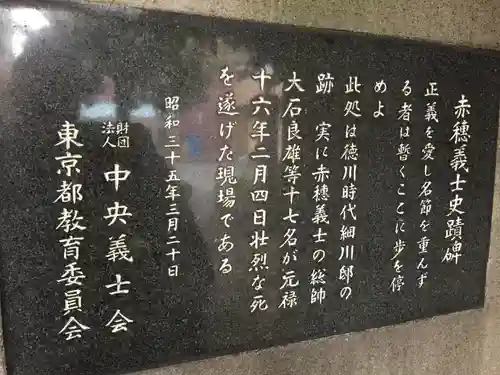 赤穂義士史蹟碑
正義を愛し名節を重んず
る者は暫くここに歩を停
めよ
此処は徳川時代細川邸の
跡 実に赤穂義士の総帥
大石良雄等十七名が元禄
十六年二月四日壮烈な死
を遂げた現場である
昭和三十五年三月二十日
財団法人 中央義士会
東京都教育委員会